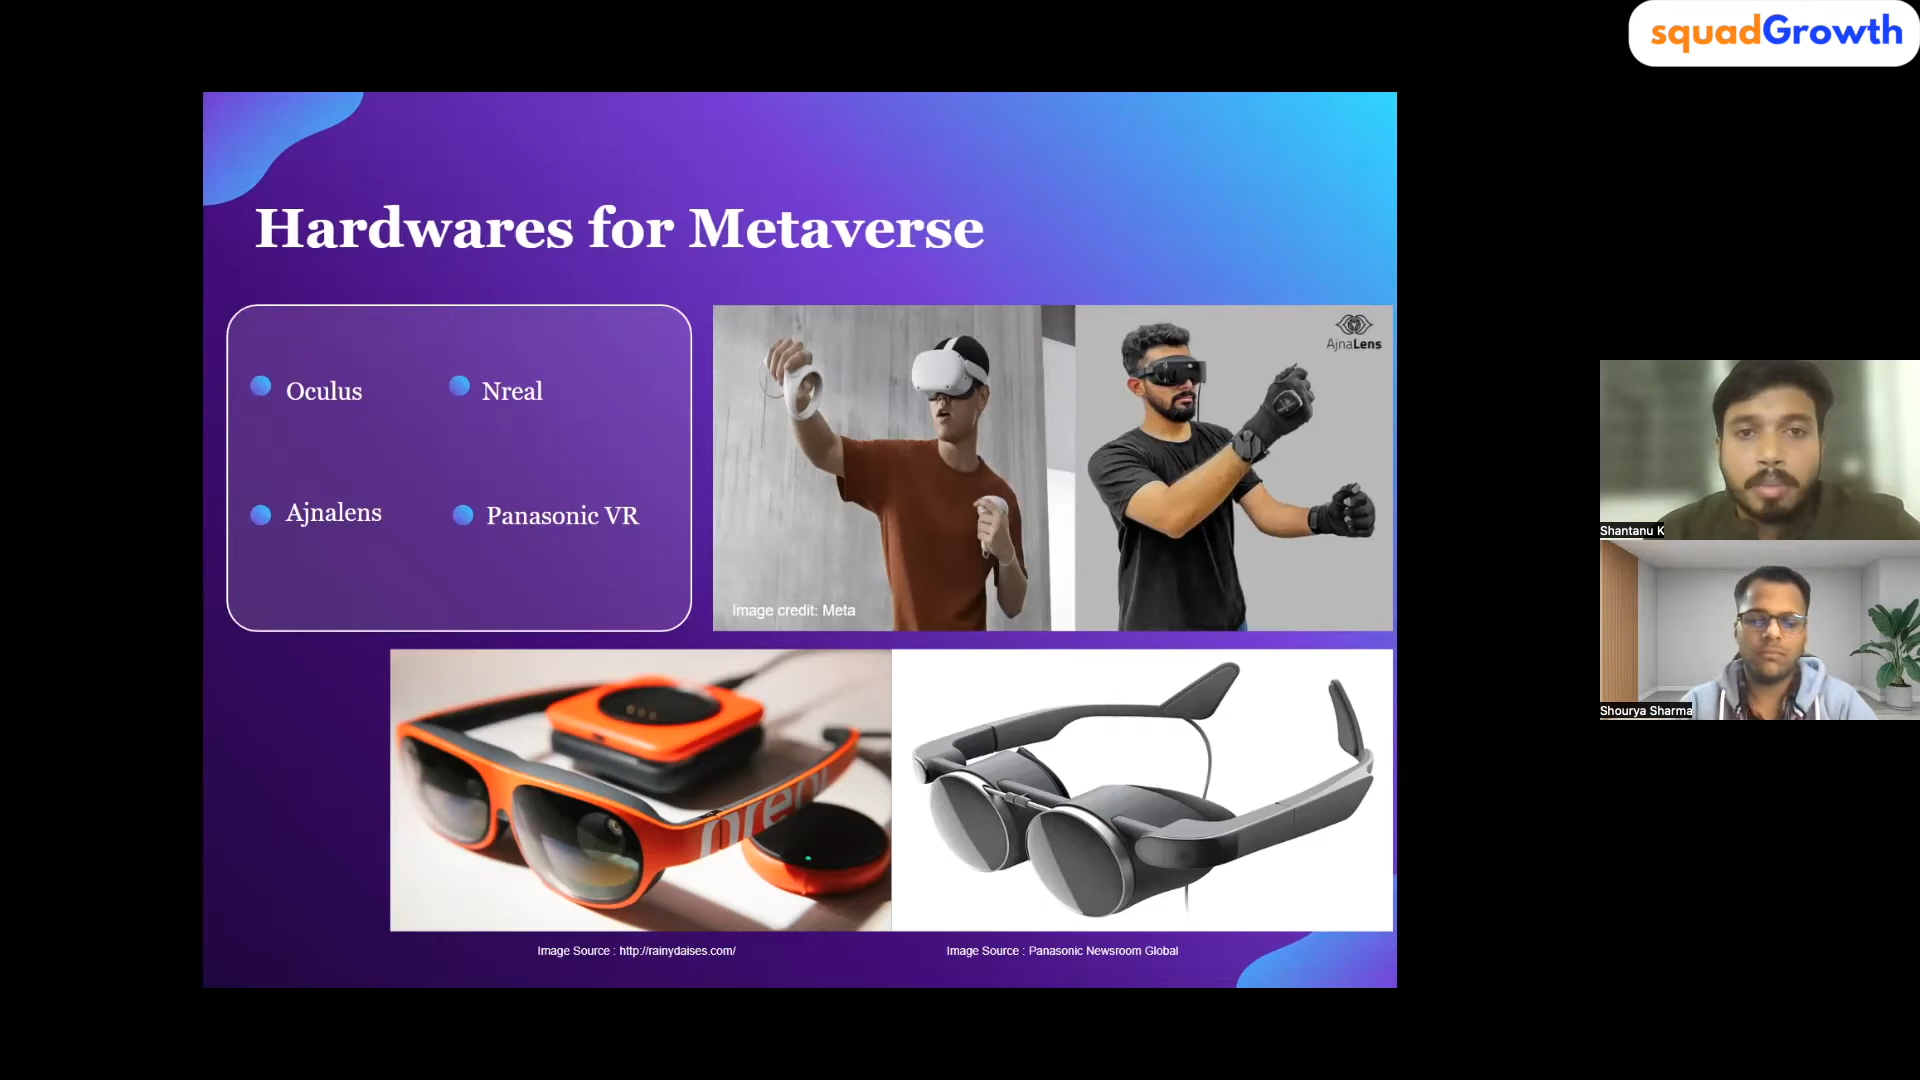 squadGrowth
Hardwares for Metaverse
Oculus
Nreal
Ajnalens
Panasonic VR
AjnaLens
Image credit: Meta
nreal
Image Source : http://rainydaises.com/
Image Source : Panasonic Newsroom Global
Shantanu K
Shourya Sharma